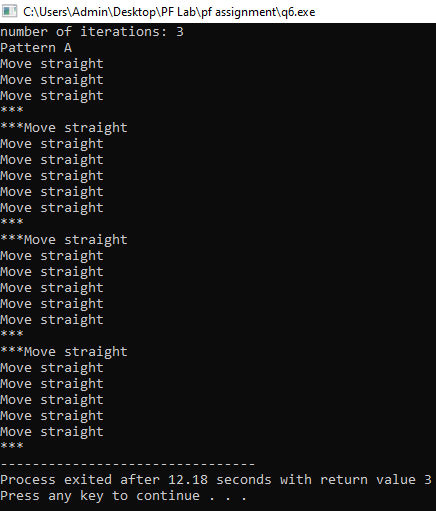 C:\Users\Admin\Desktop\PF Lab\pf assignment\q6.exe
number of iterations: 3
Pattern A
Move straight
Move straight
Move straight
***
***Move straight
Move straight
Move straight
Move straight
Move straight
Move straight
***
***Move straight
Move straight
Move straight
Move straight
Move straight
Move straight
***
***Move straight
Move straight
Move straight
Move straight
Move straight
Move straight
***
--------------------------------
Process exited after 12.18 seconds with return value 3
Press any key to continue . . .